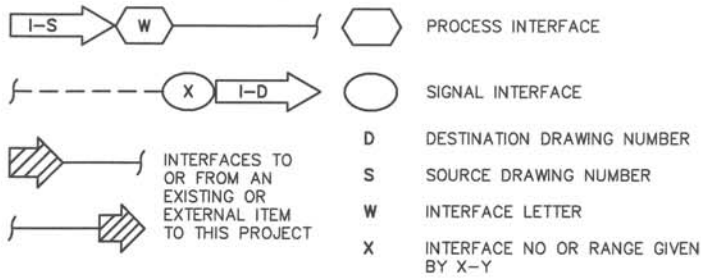 I-S W PROCESS INTERFACE
X I-D SIGNAL INTERFACE
INTERFACES TO
OR FROM AN
EXISTING OR
EXTERNAL ITEM
TO THIS PROJECT
D DESTINATION DRAWING NUMBER
S SOURCE DRAWING NUMBER
W INTERFACE LETTER
X INTERFACE NO OR RANGE GIVEN
BY X-Y